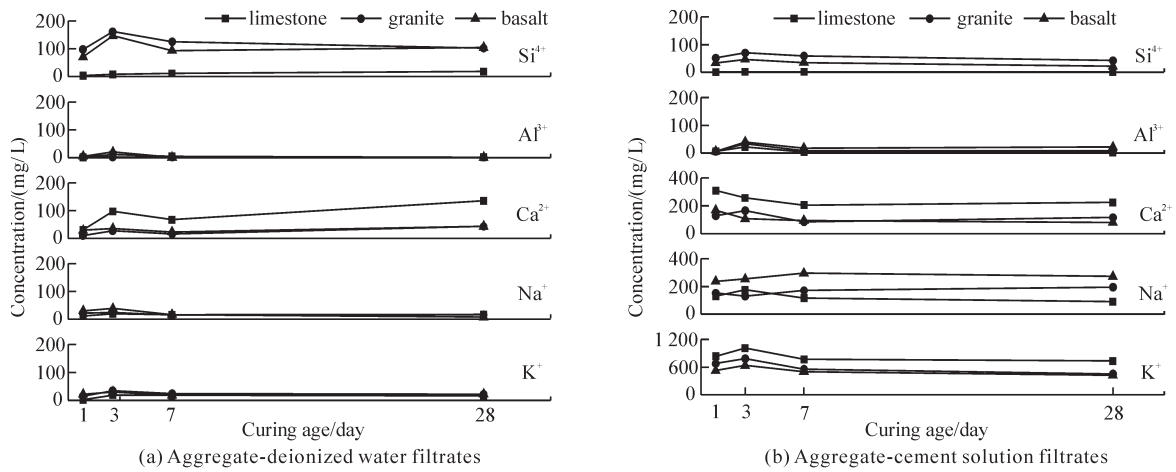 limestone granite basalt
200
100
0
Si⁴⁺
200
100
0
Al³⁺
200
100
0
Ca²⁺
200
100
0
Na⁺
200
100
0
K⁺
1 3 7 28
Concentration/(mg/L)
Curing age/day
(a) Aggregate-deionized water filtrates
limestone granite basalt
200
100
0
Si⁴⁺
200
100
0
Al³⁺
400
200
0
Ca²⁺
400
200
0
Na⁺
1 200
600
0
K⁺
1 3 7 28
Concentration/(mg/L)
Curing age/day
(b) Aggregate-cement solution filtrates